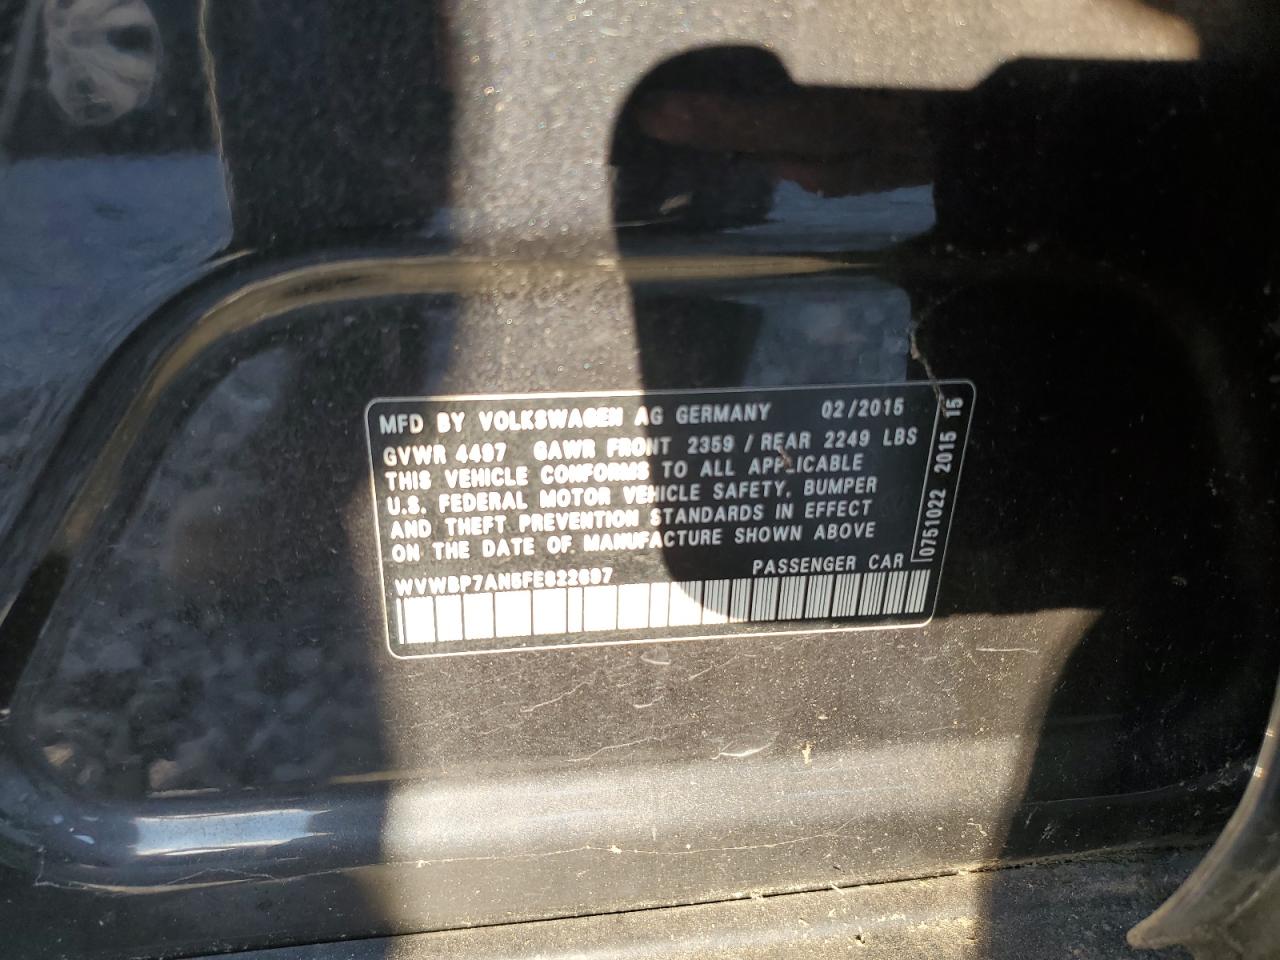 MFD BY VOLKSWAGEN AG GERMANY 02/2015
GVWR 4497 GAWR FRONT 2359 / REAR 2249 LBS
THIS VEHICLE CONFORMS TO ALL APPLICABLE
U.S. FEDERAL MOTOR VEHICLE SAFETY, BUMPER
AND THEFT PREVENTION STANDARDS IN EFFECT
ON THE DATE OF MANUFACTURE SHOWN ABOVE
PASSENGER CAR
WVWBP7AN5FE822697
0751022 2015 15